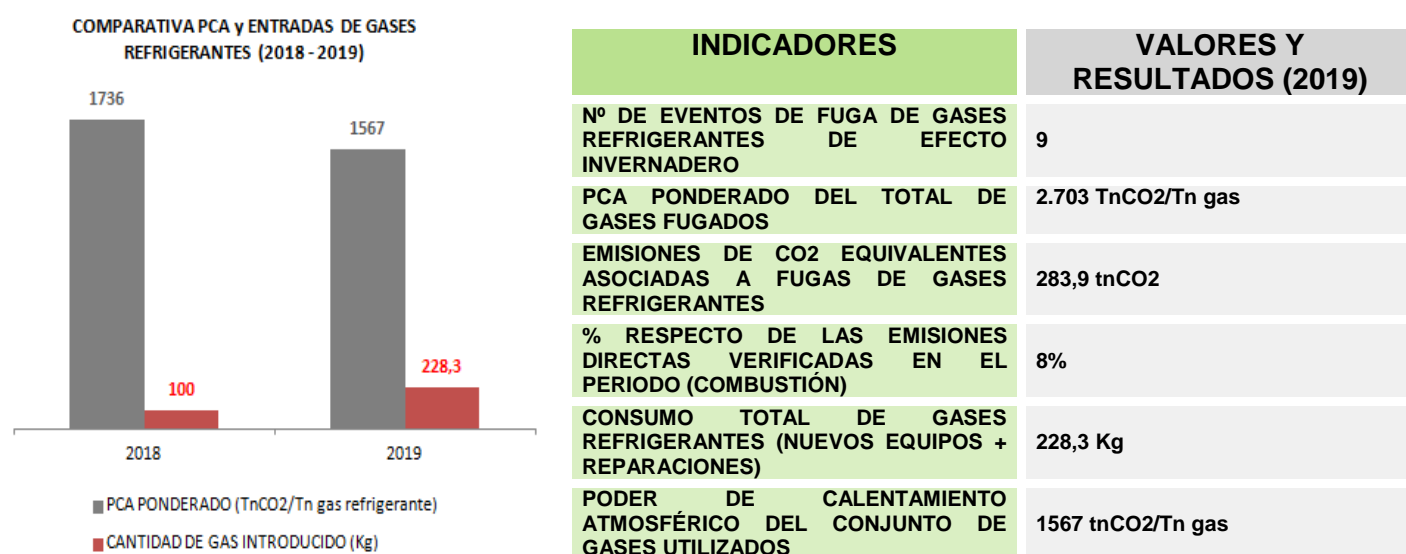 COMPARATIVA PCA y ENTRADAS DE GASES
REFRIGERANTES (2018 - 2019)
1736
100
1567
228,3
2018
2019
PCA PONDERADO (TnCO2/Tn gas refrigerante)
CANTIDAD DE GAS INTRODUCIDO (Kg)
INDICADORES
VALORES Y
RESULTADOS (2019)
Nº DE EVENTOS DE FUGA DE GASES
REFRIGERANTES DE EFECTO
INVERNADERO
9
PCA PONDERADO DEL TOTAL DE
GASES FUGADOS
2.703 TnCO2/Tn gas
EMISIONES DE CO2 EQUIVALENTES
ASOCIADAS A FUGAS DE GASES
REFRIGERANTES
283,9 tnCO2
% RESPECTO DE LAS EMISIONES
DIRECTAS VERIFICADAS EN EL
PERIODO (COMBUSTIÓN)
8%
CONSUMO TOTAL DE GASES
REFRIGERANTES (NUEVOS EQUIPOS +
REPARACIONES)
228,3 Kg
PODER DE CALENTAMIENTO
ATMOSFÉRICO DEL CONJUNTO DE
GASES UTILIZADOS
1567 tnCO2/Tn gas